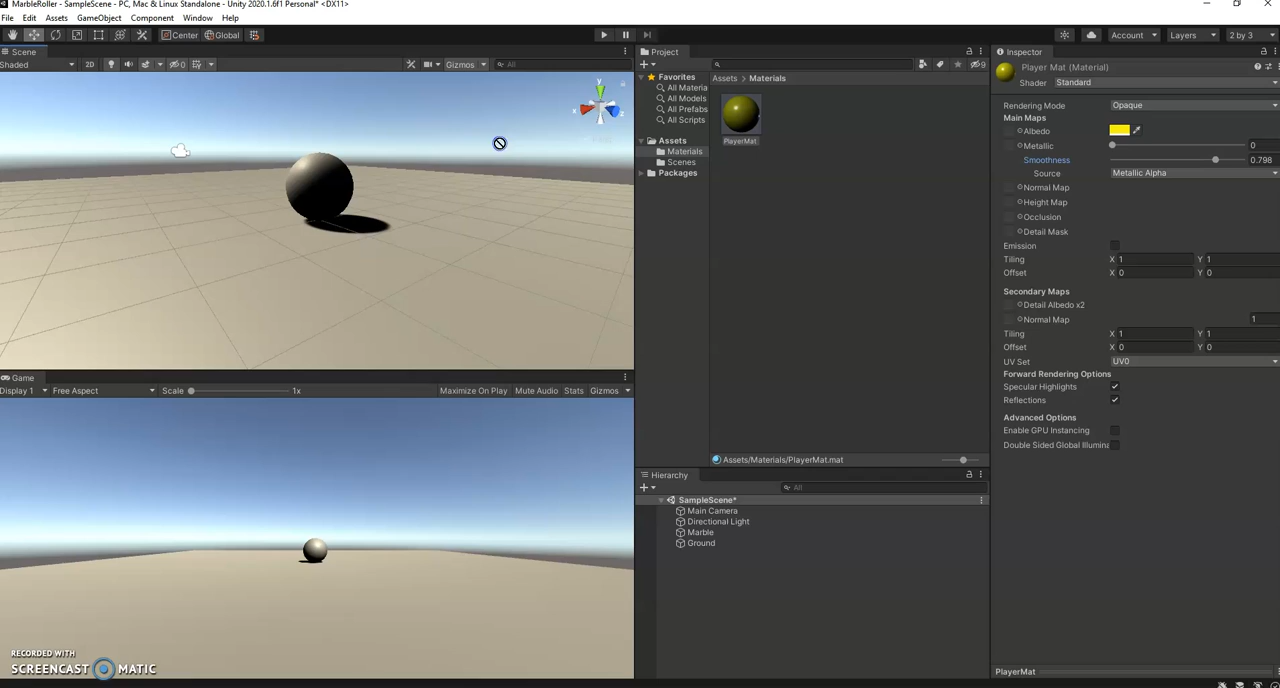 MarbleRoller - SampleScene - PC, Mac & Linux Standalone - Unity 2020.1.6f1 Personal* <DX11>
File Edit Assets GameObject Component Window Help
Center Global Account Layers 2 by 3
Scene
Shaded 2D 0 Gizmos All
y x z
Game
Display 1 Free Aspect Scale 1x Maximize On Play Mute Audio Stats Gizmos
RECORDED WITH
SCREENCAST MATIC
Project
9
Favorites
All Materia
All Models
All Prefabs
All Scripts
Assets
Materials
Scenes
Packages
Assets Materials
PlayerMat
Assets/Materials/PlayerMat.mat
Hierarchy
All
SampleScene*
Main Camera
Directional Light
Marble
Ground
Inspector
Player Mat (Material)
Shader Standard
Rendering Mode Opaque
Main Maps
Albedo
Metallic 0
Smoothness 0.798
Source Metallic Alpha
Normal Map
Height Map
Occlusion
Detail Mask
Emission
Tiling X 1 Y 1
Offset X 0 Y 0
Secondary Maps
Detail Albedo x2
Normal Map 1
Tiling X 1 Y 1
Offset X 0 Y 0
UV Set UV0
Forward Rendering Options
Specular Highlights
Reflections
Advanced Options
Enable GPU Instancing
Double Sided Global Illumina
PlayerMat